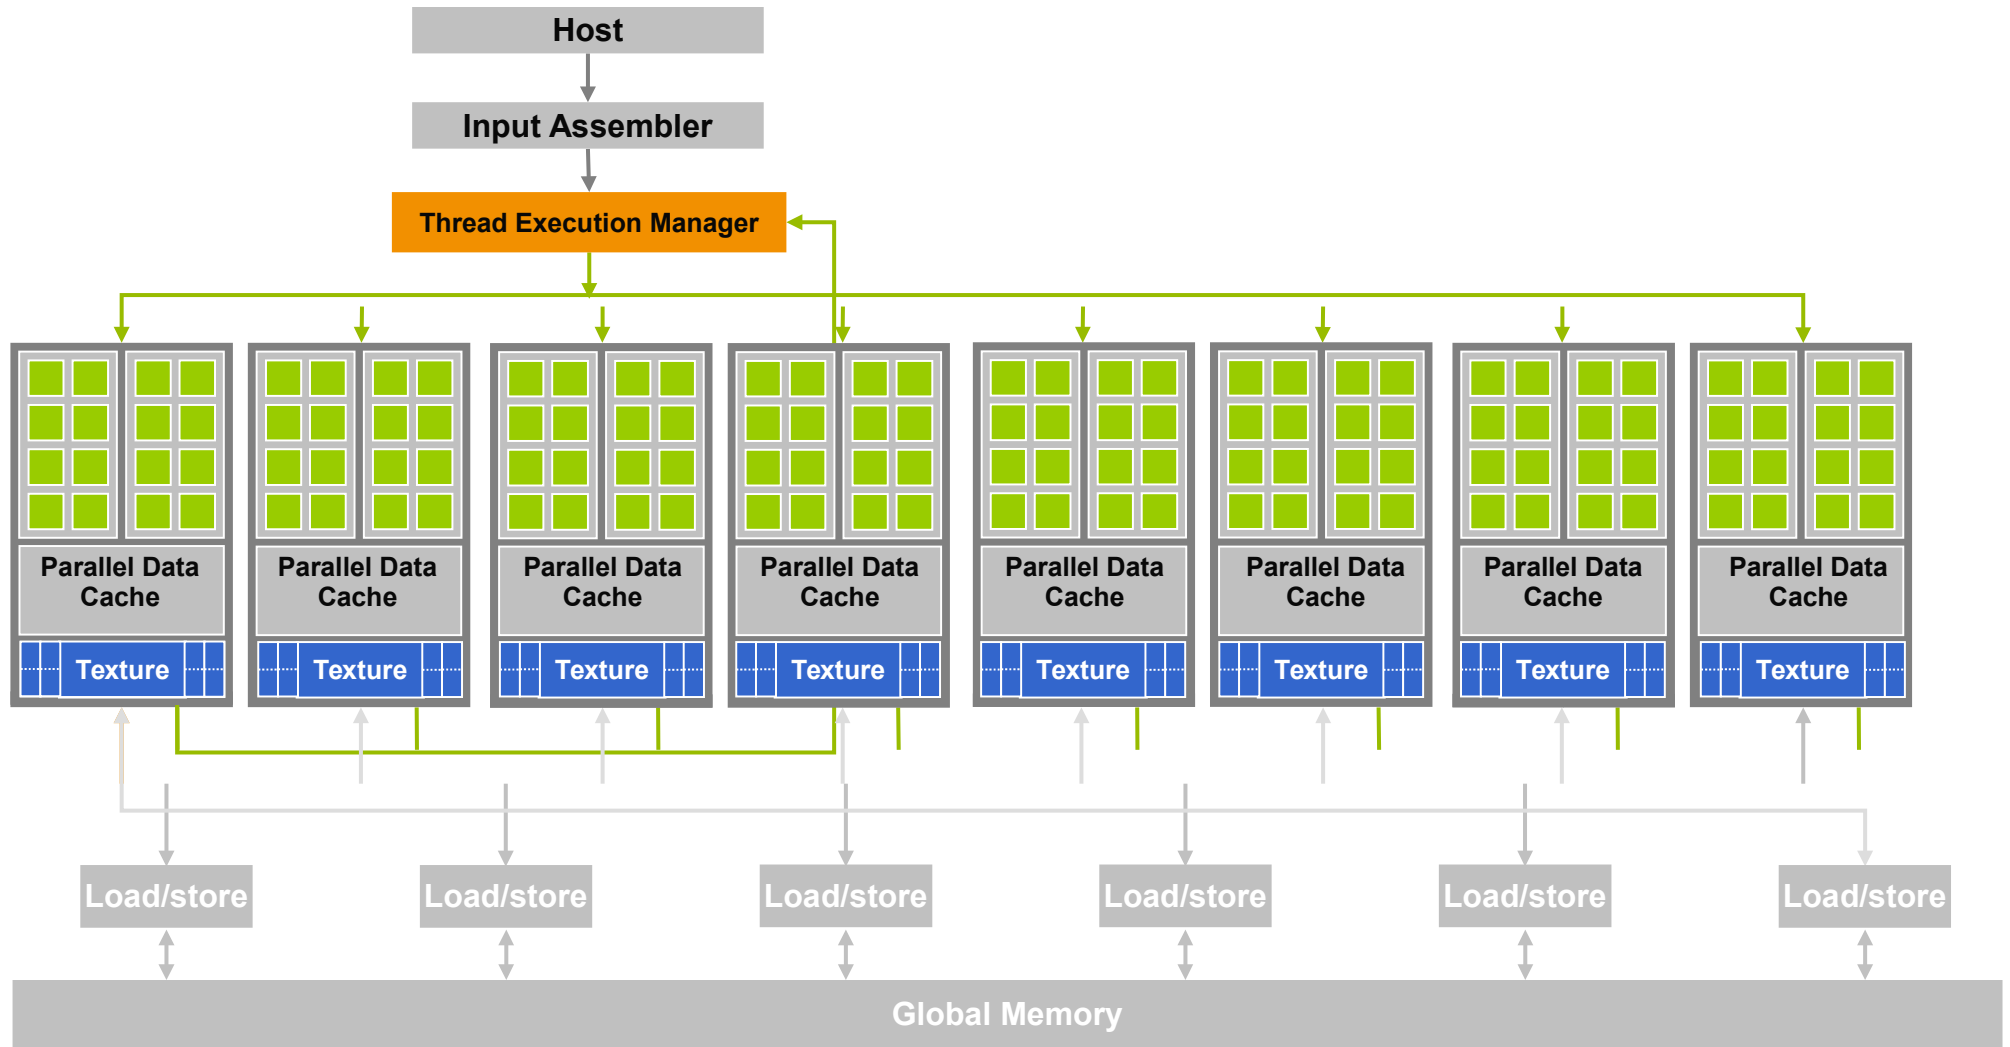 Host
Input Assembler
Thread Execution Manager
Parallel Data
Cache
Parallel Data
Cache
Parallel Data
Cache
Parallel Data
Cache
Parallel Data
Cache
Parallel Data
Cache
Parallel Data
Cache
Parallel Data
Cache
Texture
Texture
Texture
Texture
Texture
Texture
Texture
Texture
Load/store
Load/store
Load/store
Load/store
Load/store
Load/store
Global Memory